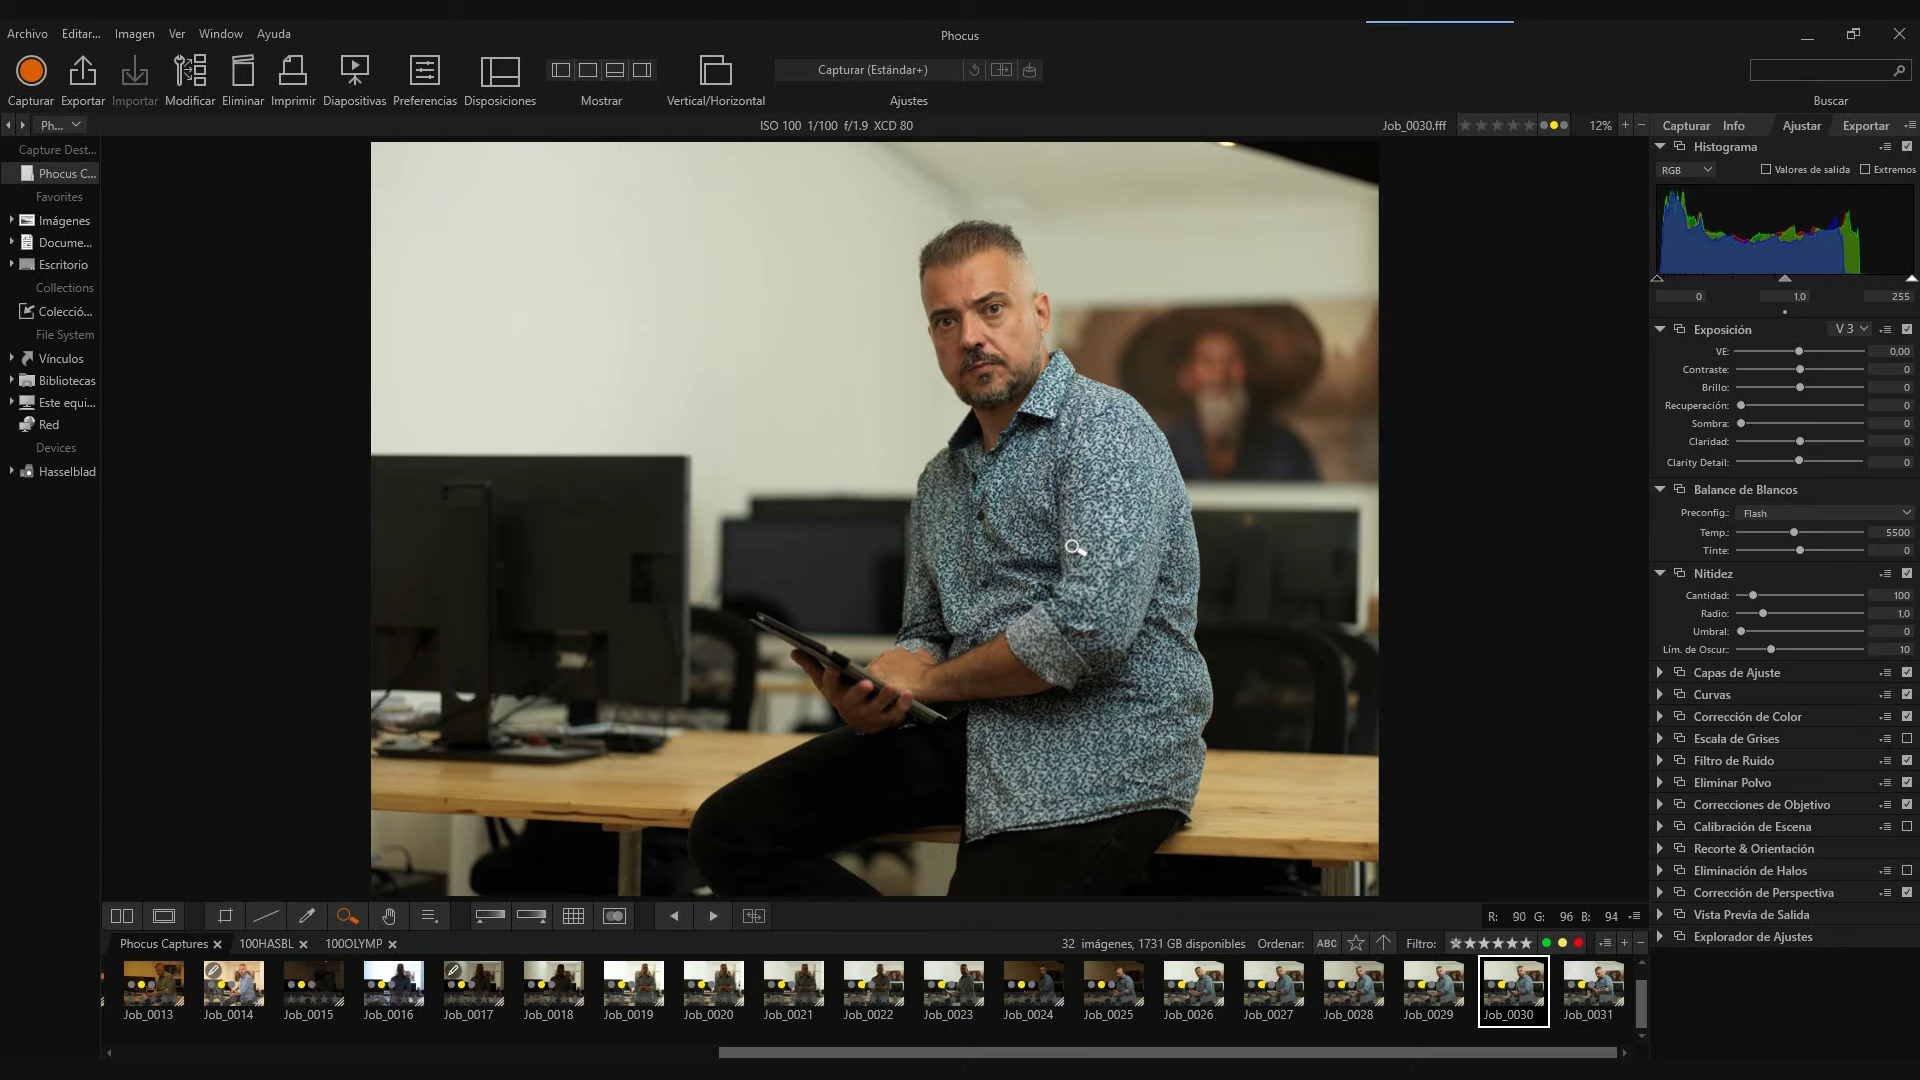 Archivo Editar... Imagen Ver Window Ayuda
Phocus
Capturar Exportar Importar Modificar Eliminar Imprimir Diapositivas Preferencias Disposiciones Mostrar Vertical/Horizontal
Capturar (Estándar+)
Ajustes
Buscar
Ph...
ISO 100 1/100 f/1.9 XCD 80
Job_0030.fff
12% + −
Capturar Info Ajustar Exportar
Capture Dest...
Phocus C...
Favorites
Imágenes
Docume...
Escritorio
Collections
Colecció...
File System
Vínculos
Bibliotecas
Este equi...
Red
Devices
Hasselblad
Histograma
RGB Valores de salida Extremos
0 1,0 255
Exposición V 3
VE: 0,00
Contraste: 0
Brillo: 0
Recuperación: 0
Sombra: 0
Claridad: 0
Clarity Detail: 0
Balance de Blancos
Preconfig.: Flash
Temp.: 5500
Tinte: 0
Nitidez
Cantidad: 100
Radio: 1,0
Umbral: 0
Lím. de Oscur.: 10
Capas de Ajuste
Curvas
Corrección de Color
Escala de Grises
Filtro de Ruido
Eliminar Polvo
Correcciones de Objetivo
Calibración de Escena
Recorte & Orientación
Eliminación de Halos
Corrección de Perspectiva
Vista Previa de Salida
Explorador de Ajustes
R: 90 G: 96 B: 94
Phocus Captures 100HASBL 100OLYMP
32 imágenes, 1731 GB disponibles Ordenar: ABC Filtro: + −
Job_0013 Job_0014 Job_0015 Job_0016 Job_0017 Job_0018 Job_0019 Job_0020 Job_0021 Job_0022 Job_0023 Job_0024 Job_0025 Job_0026 Job_0027 Job_0028 Job_0029 Job_0030 Job_0031